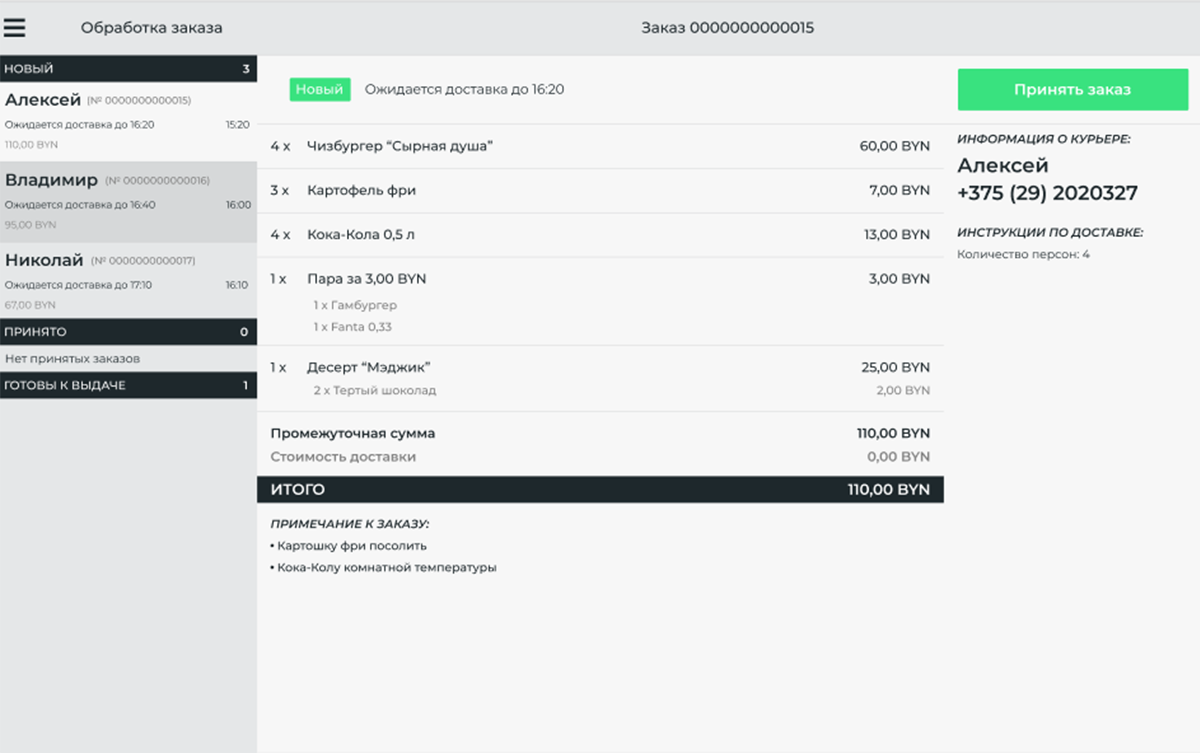 Обработка заказа
Заказ 0000000000015
НОВЫЙ 3
Алексей (№ 0000000000015)
Ожидается доставка до 16:20 15:20
110,00 BYN
Владимир (№ 0000000000016)
Ожидается доставка до 16:40 16:00
95,00 BYN
Николай (№ 0000000000017)
Ожидается доставка до 17:10 16:10
67,00 BYN
ПРИНЯТО 0
Нет принятых заказов
ГОТОВЫ К ВЫДАЧЕ 1
Новый Ожидается доставка до 16:20
4 x Чизбургер “Сырная душа” 60,00 BYN
3 x Картофель фри 7,00 BYN
4 x Кока-Кола 0,5 л 13,00 BYN
1 x Пара за 3,00 BYN 3,00 BYN
1 x Гамбургер
1 x Fanta 0,33
1 x Десерт “Мэджик” 25,00 BYN
2 x Тертый шоколад 2,00 BYN
Промежуточная сумма 110,00 BYN
Стоимость доставки 0,00 BYN
ИТОГО 110,00 BYN
ПРИМЕЧАНИЕ К ЗАКАЗУ:
• Картошку фри посолить
• Кока-Колу комнатной температуры
Принять заказ
ИНФОРМАЦИЯ О КУРЬЕРЕ:
Алексей
+375 (29) 2020327
ИНСТРУКЦИИ ПО ДОСТАВКЕ:
Количество персон: 4